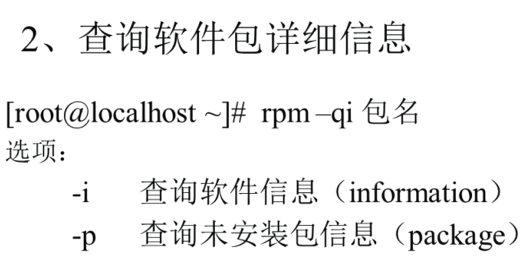 2、查询软件包详细信息
[root@localhost ~]# rpm –qi 包名
选项：
-i 查询软件信息（information）
-p 查询未安装包信息（package）